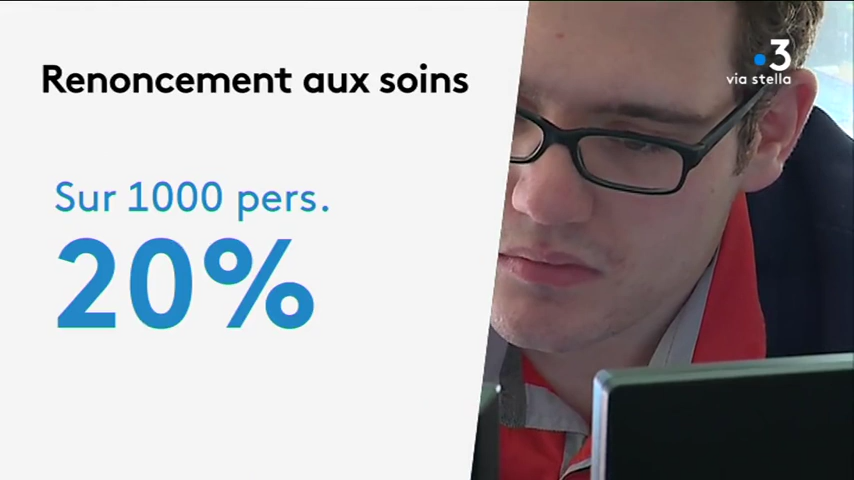 Renoncement aux soins
Sur 1000 pers.
20%
3
via stella